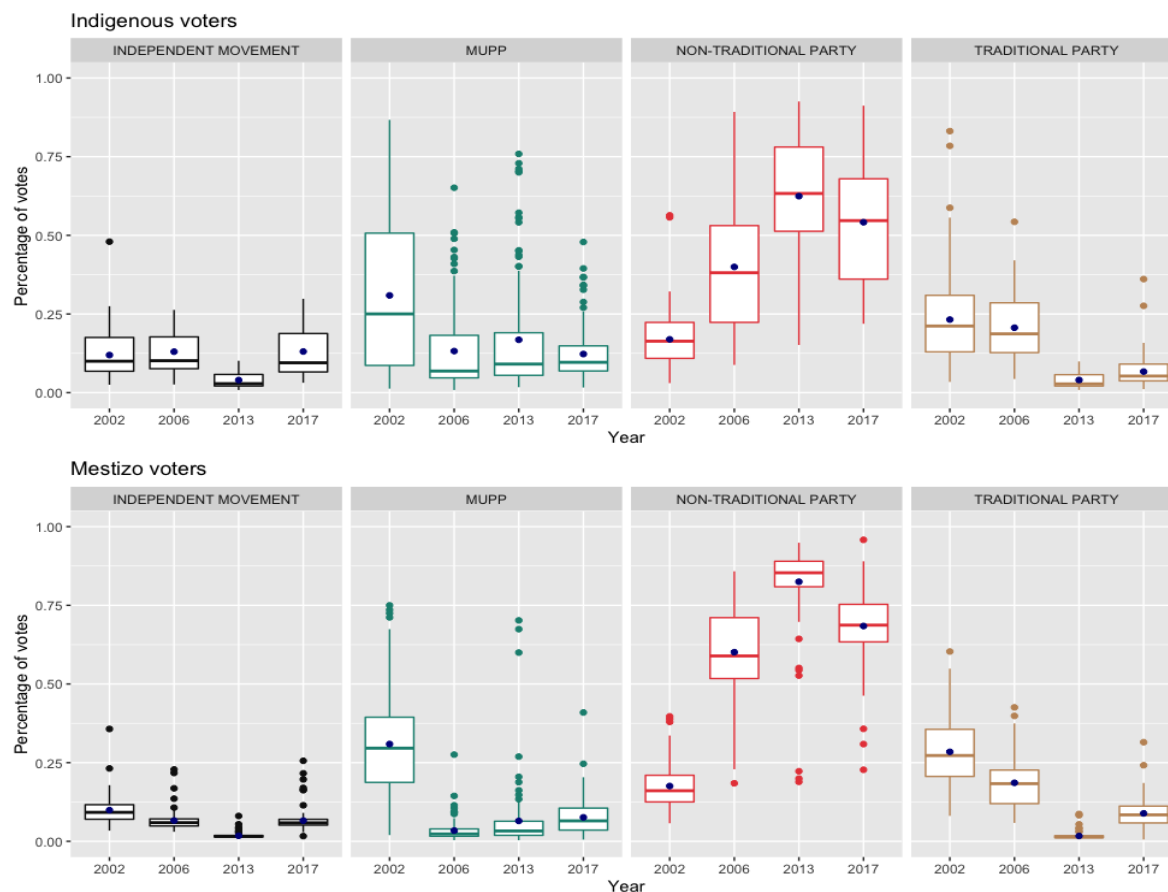 Indigenous voters
INDEPENDENT MOVEMENT MUPP NON-TRADITIONAL PARTY TRADITIONAL PARTY
1.00
0.75
0.50
0.25
0.00
Percentage of votes
2002 2006 2013 2017 2002 2006 2013 2017 2002 2006 2013 2017 2002 2006 2013 2017
Year
Mestizo voters
INDEPENDENT MOVEMENT MUPP NON-TRADITIONAL PARTY TRADITIONAL PARTY
1.00
0.75
0.50
0.25
0.00
Percentage of votes
2002 2006 2013 2017 2002 2006 2013 2017 2002 2006 2013 2017 2002 2006 2013 2017
Year